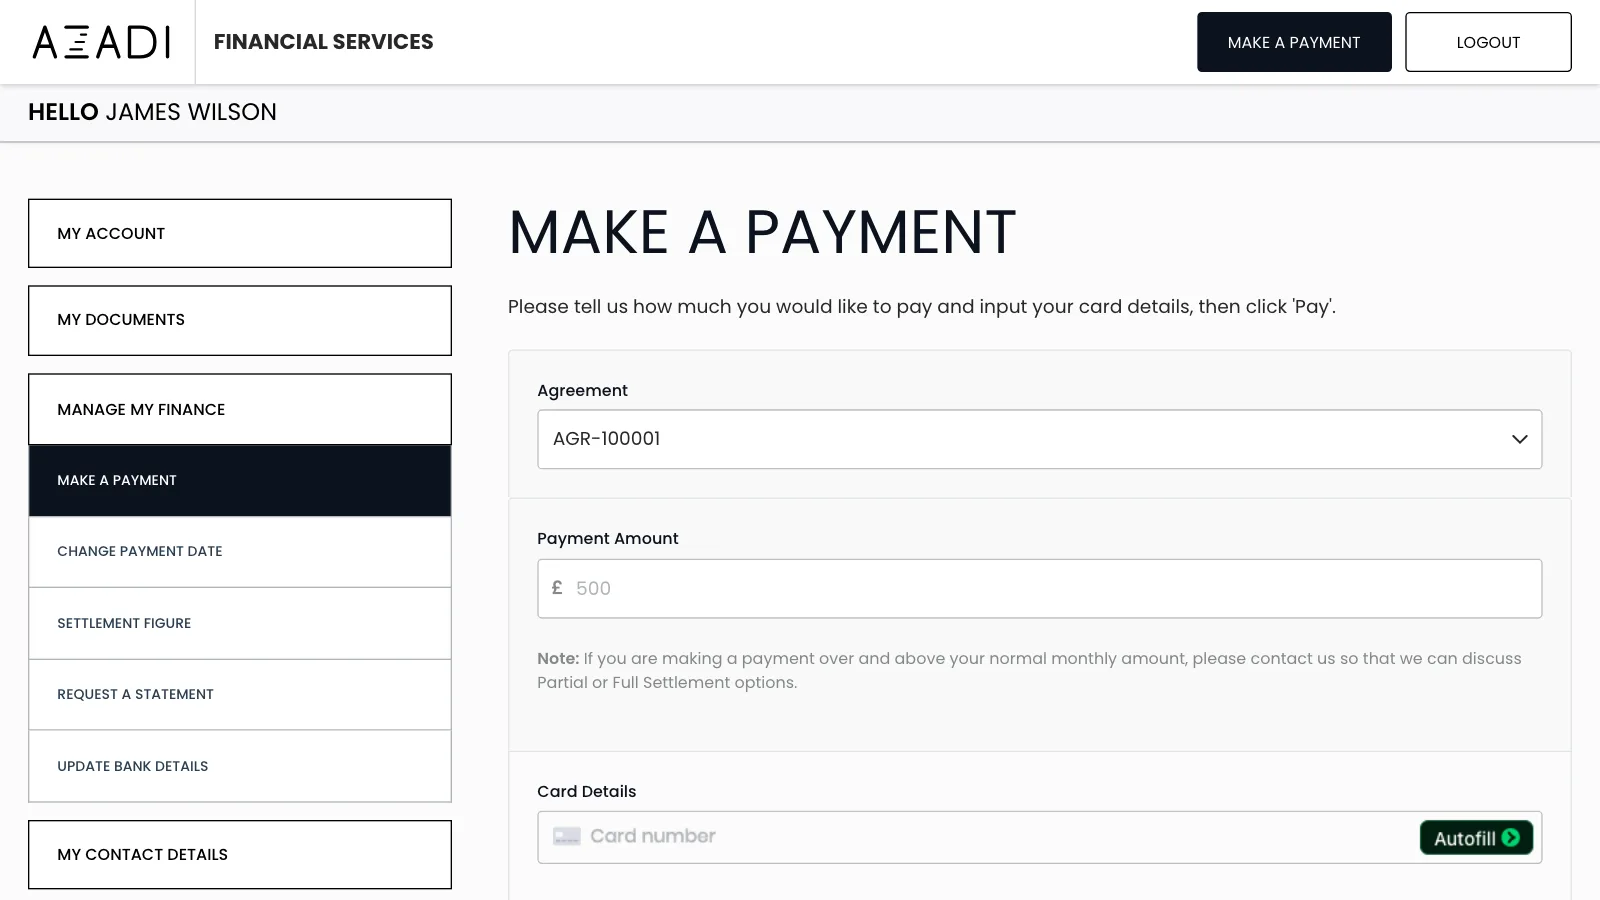 AZADI
FINANCIAL SERVICES
MAKE A PAYMENT
LOGOUT
HELLO JAMES WILSON
MY ACCOUNT
MY DOCUMENTS
MANAGE MY FINANCE
MAKE A PAYMENT
CHANGE PAYMENT DATE
SETTLEMENT FIGURE
REQUEST A STATEMENT
UPDATE BANK DETAILS
MY CONTACT DETAILS
MAKE A PAYMENT
Please tell us how much you would like to pay and input your card details, then click 'Pay'.
Agreement
AGR-100001
Payment Amount
£ 500
Note: If you are making a payment over and above your normal monthly amount, please contact us so that we can discuss
Partial or Full Settlement options.
Card Details
Card number
Autofill